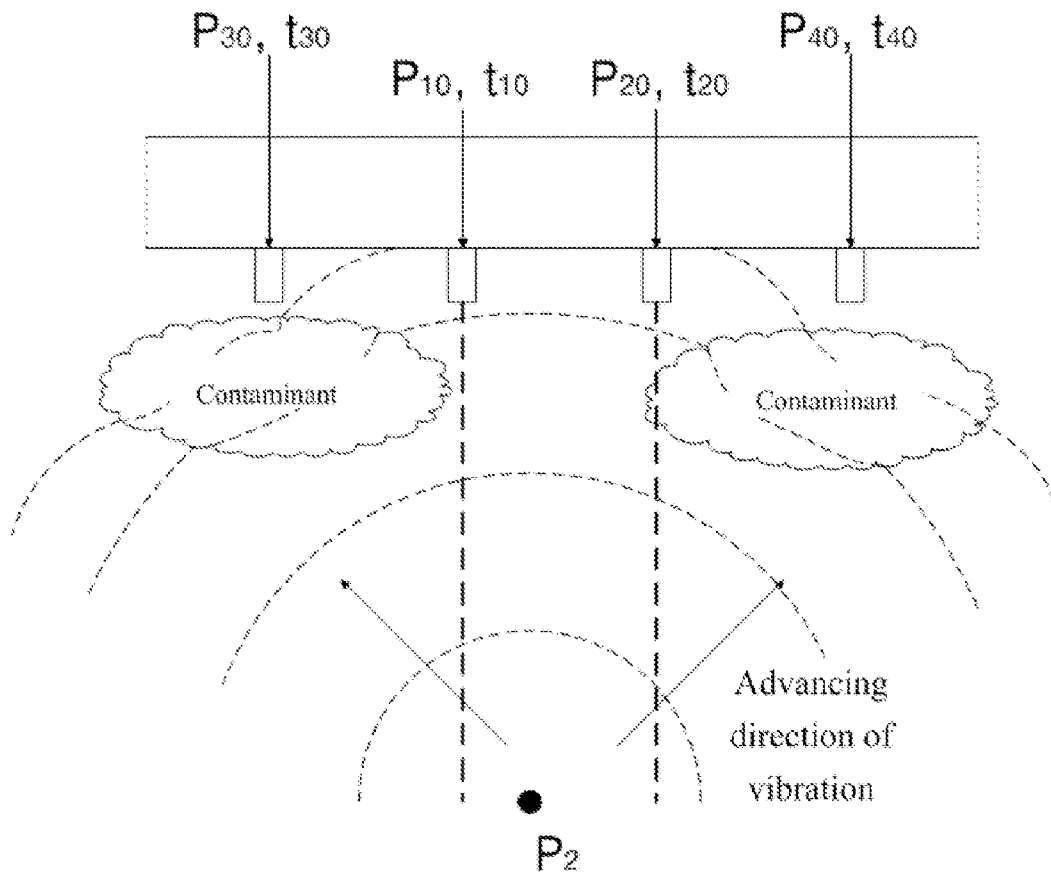 P30, t30
P40, t40
P10, t10
P20, t20
Contaminant
Contaminant
Advancing
direction of
vibration
P2